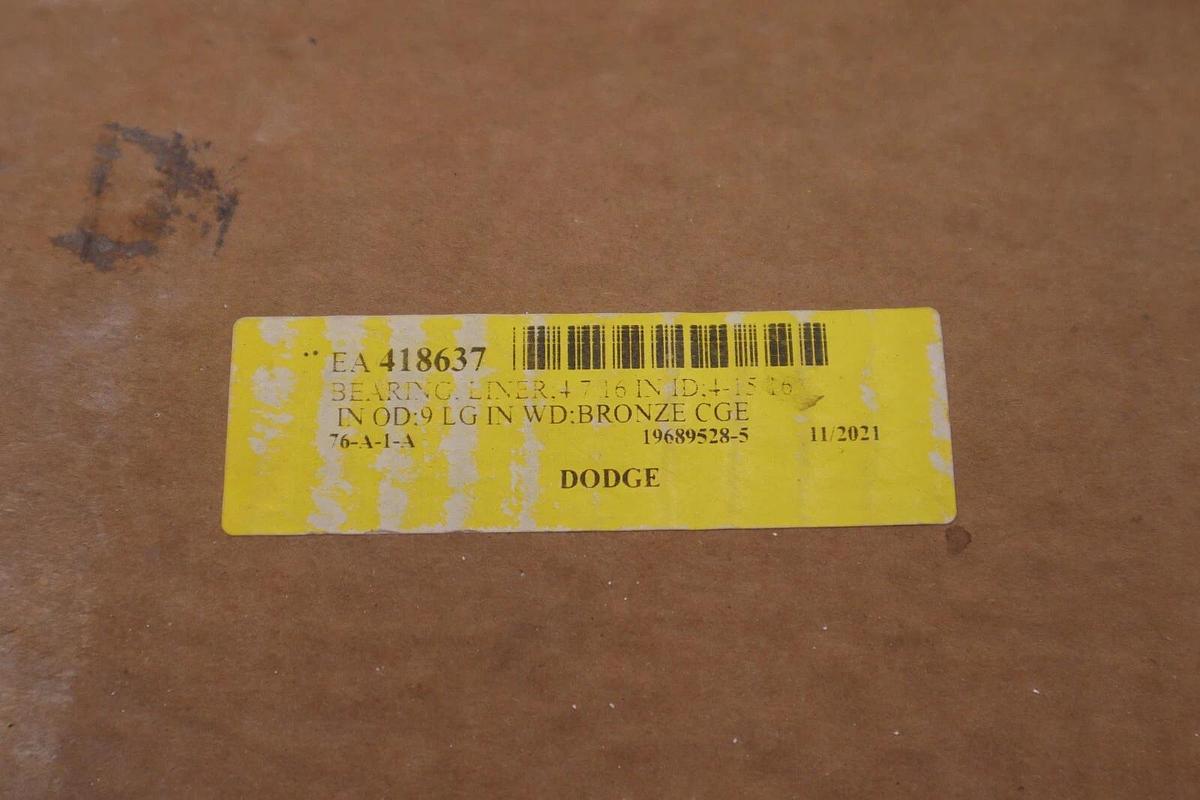 EA 418637
BEARING, LINER,4 7/16 IN ID;4-15/16
IN OD;9 LG IN WD;BRONZE CGE
76-A-1-A 19689528-5 11/2021
DODGE